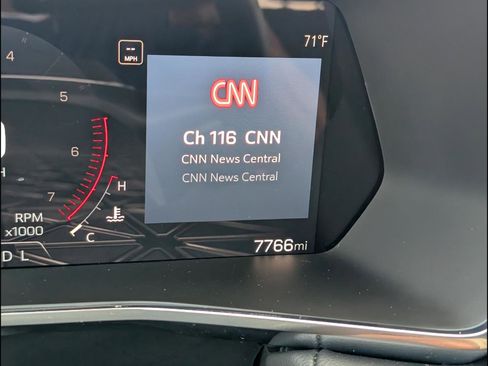 71°F
--
MPH
4
5
6
7
CNN
Ch 116 CNN
CNN News Central
CNN News Central
H
H
RPM
x1000
C
D L
7766mi